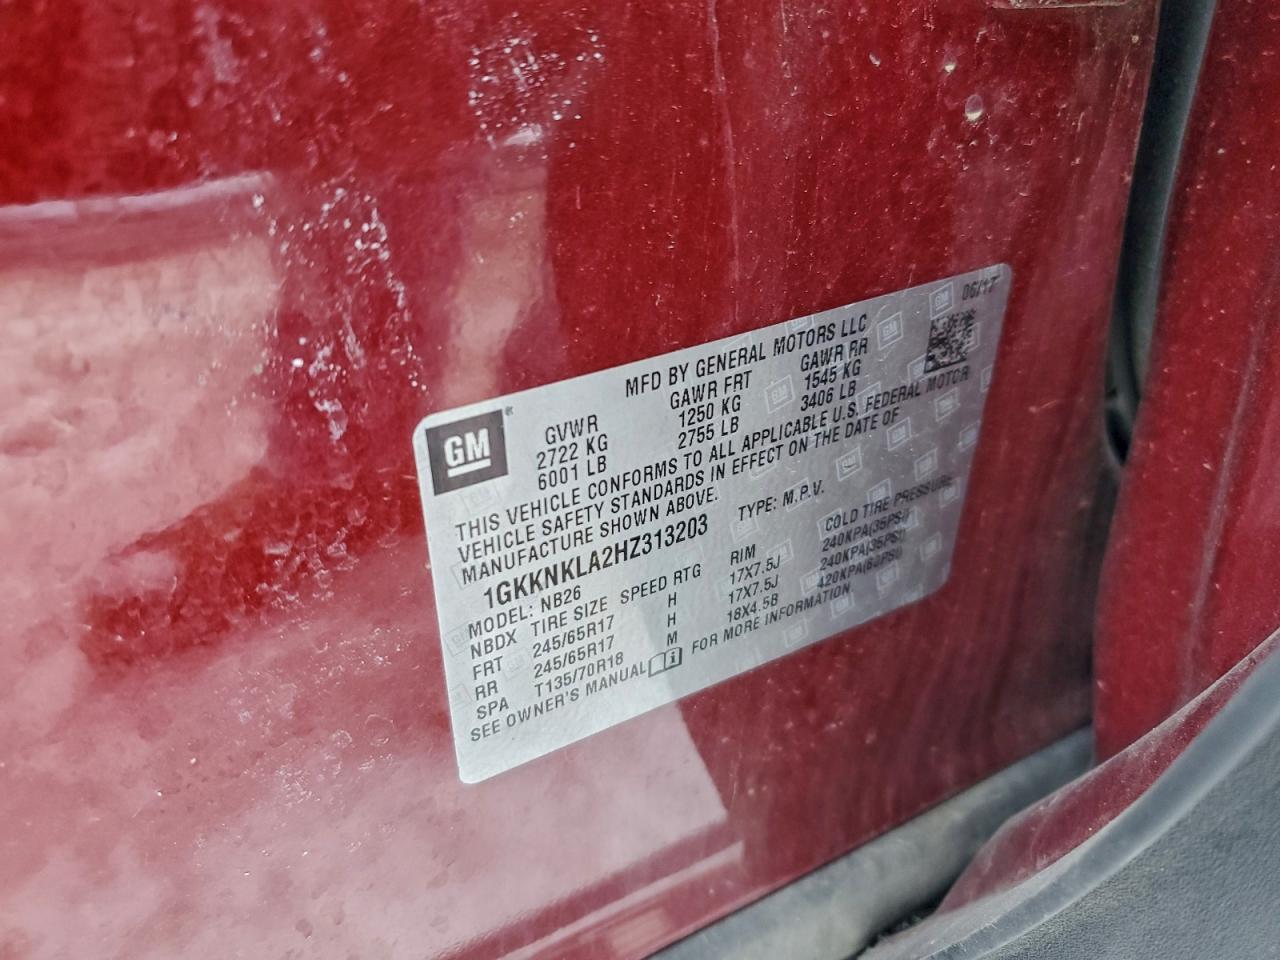 06/17
MFD BY GENERAL MOTORS LLC
GM
GVWR GAWR FRT GAWR RR
2722 KG 1250 KG 1545 KG
6001 LB 2755 LB 3406 LB
THIS VEHICLE CONFORMS TO ALL APPLICABLE U.S. FEDERAL MOTOR
VEHICLE SAFETY STANDARDS IN EFFECT ON THE DATE OF
MANUFACTURE SHOWN ABOVE.
1GKKNKLA2HZ313203 TYPE: M.P.V.
MODEL: NB26
NBDX TIRE SIZE SPEED RTG RIM COLD TIRE PRESSURE
FRT 245/65R17 H 17X7.5J 240KPA(35PSI)
RR 245/65R17 H 17X7.5J 240KPA(35PSI)
SPA T135/70R18 M 18X4.5B 420KPA(60PSI)
SEE OWNER'S MANUAL FOR MORE INFORMATION.